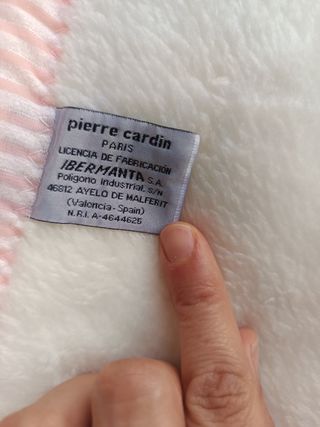 pierre cardin
PARIS
LICENCIA DE FABRICACIÓN
IBERMANTA S.A.
Polígono Industrial, s/n
46812 AYELO DE MALFERIT
(Valencia - Spain)
N.R.I. A-4644625